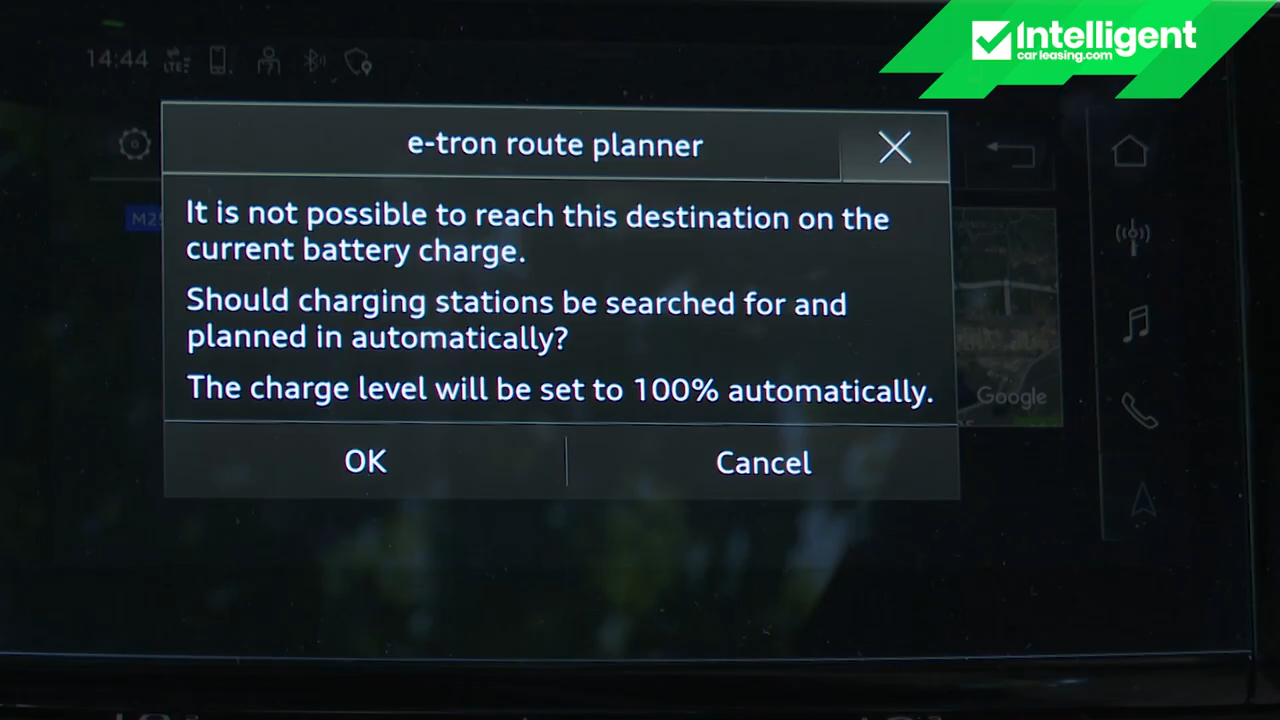 Intelligent
carleasing.com
14:44
LTE
e-tron route planner
It is not possible to reach this destination on the
current battery charge.
Should charging stations be searched for and
planned in automatically?
The charge level will be set to 100% automatically.
Google
OK
Cancel